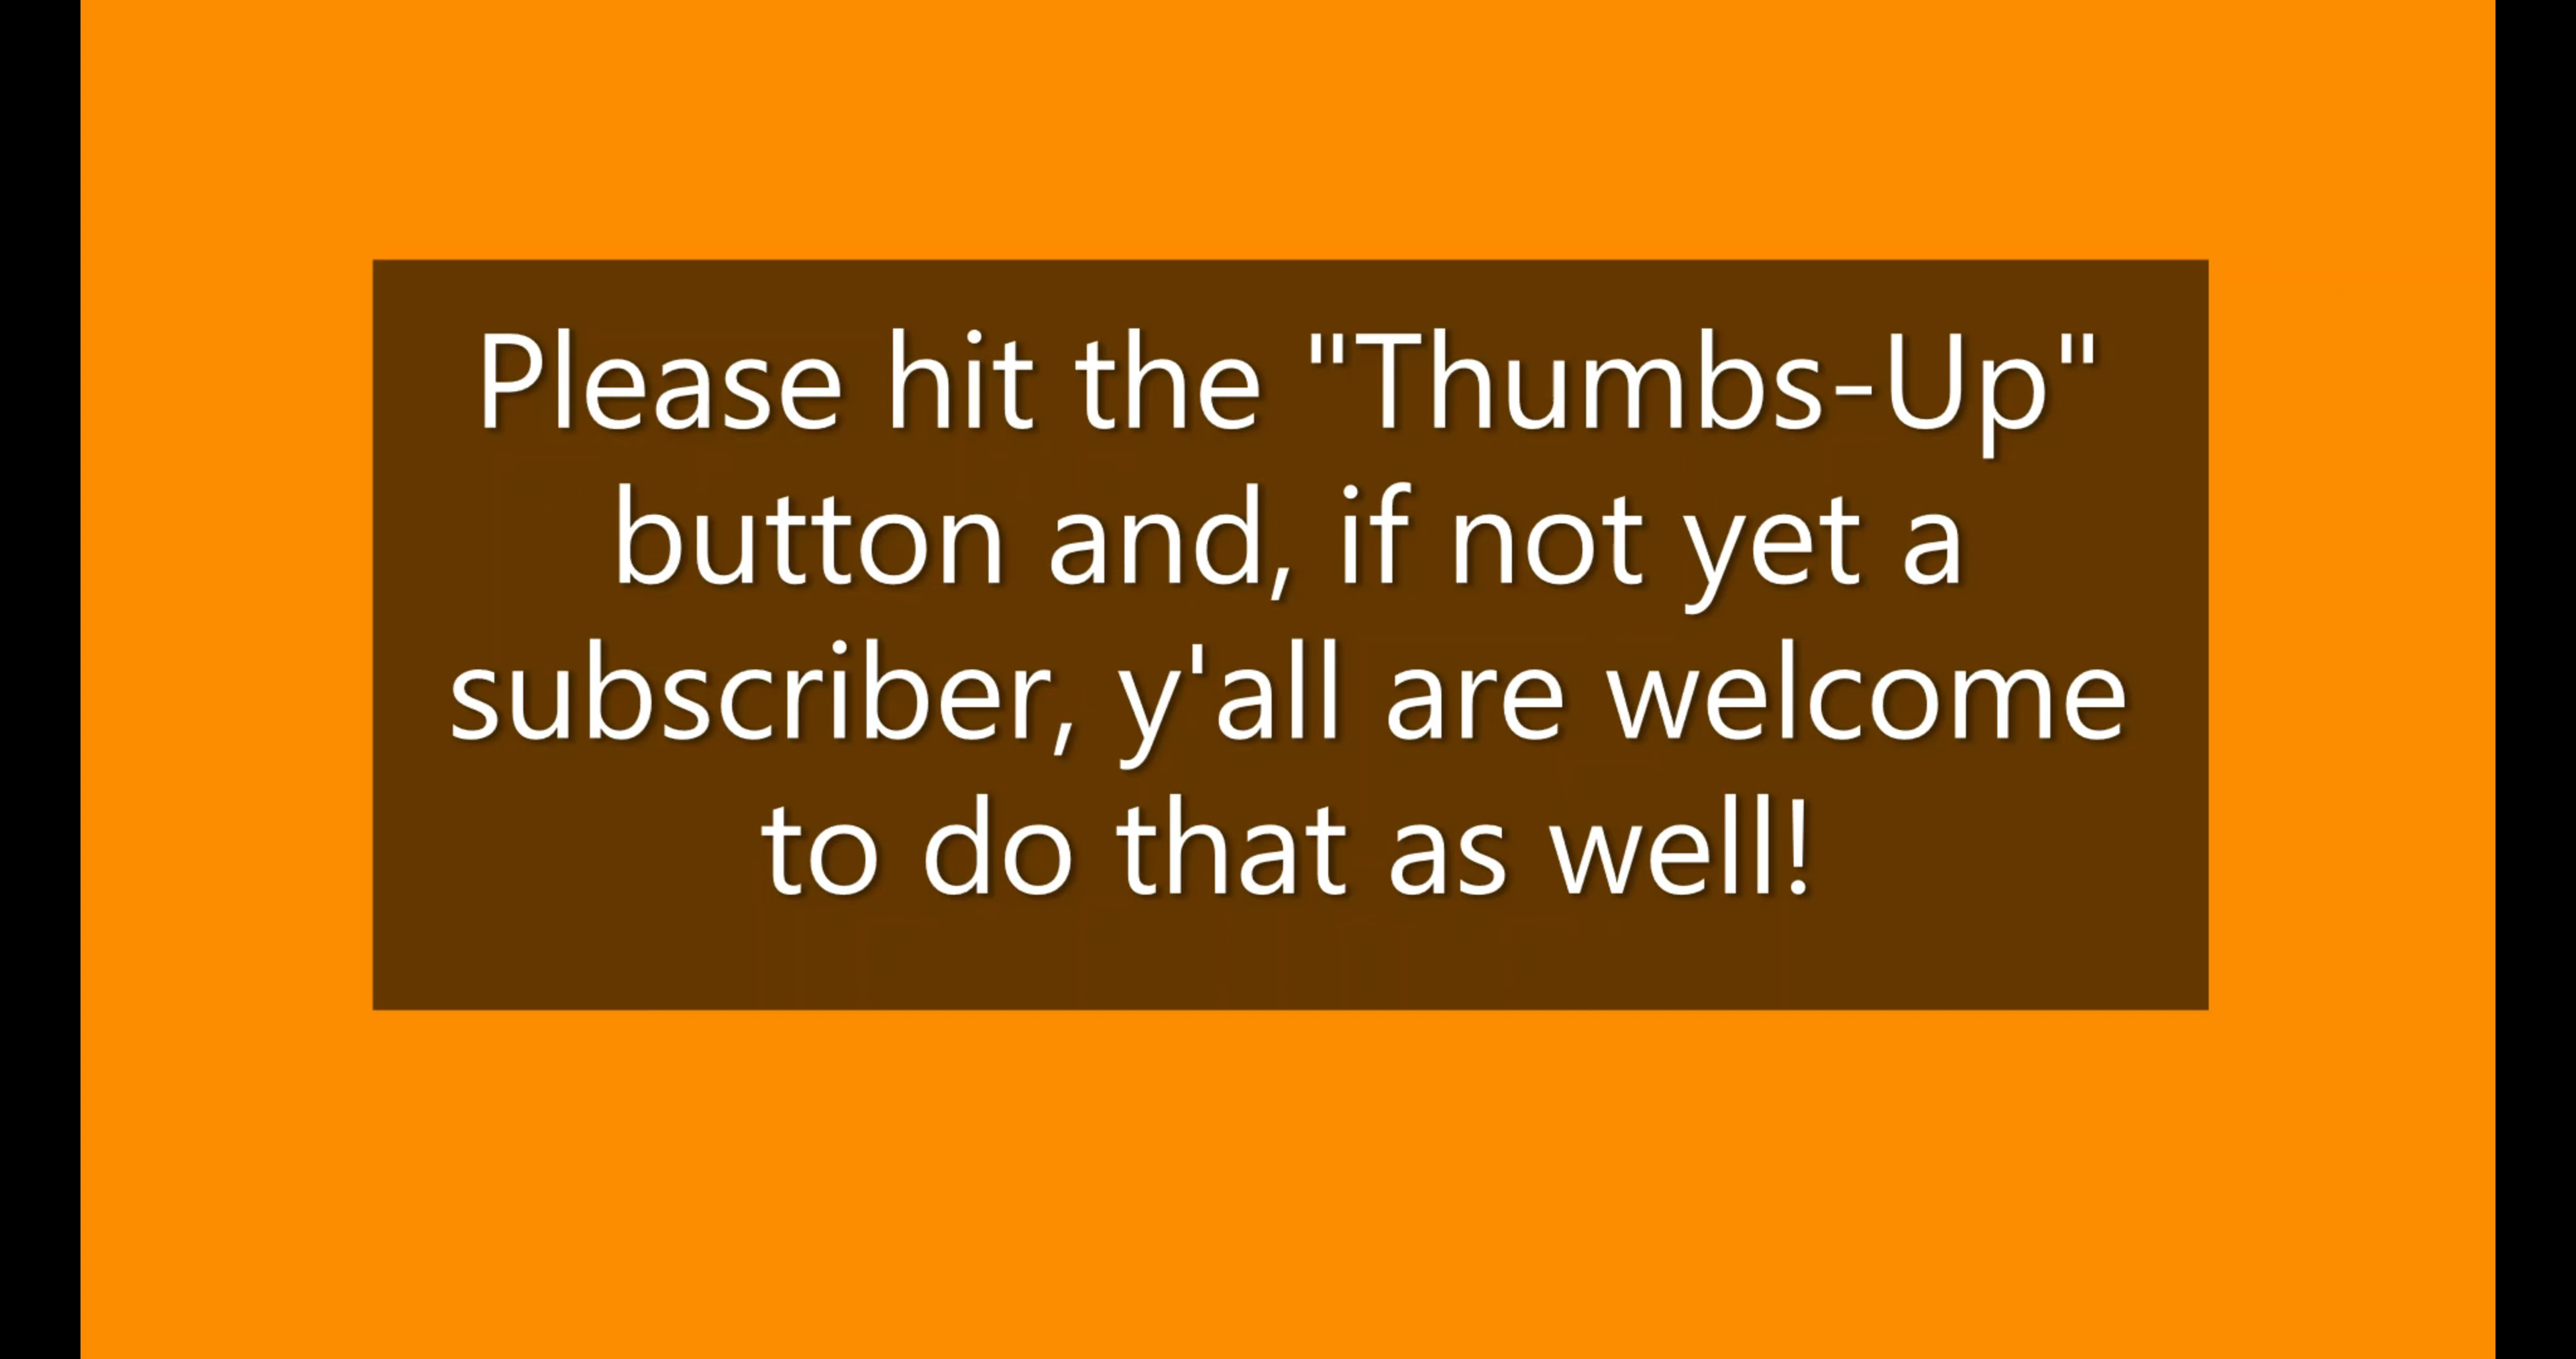 Please hit the "Thumbs-Up"
button and, if not yet a
subscriber, y'all are welcome
to do that as well!